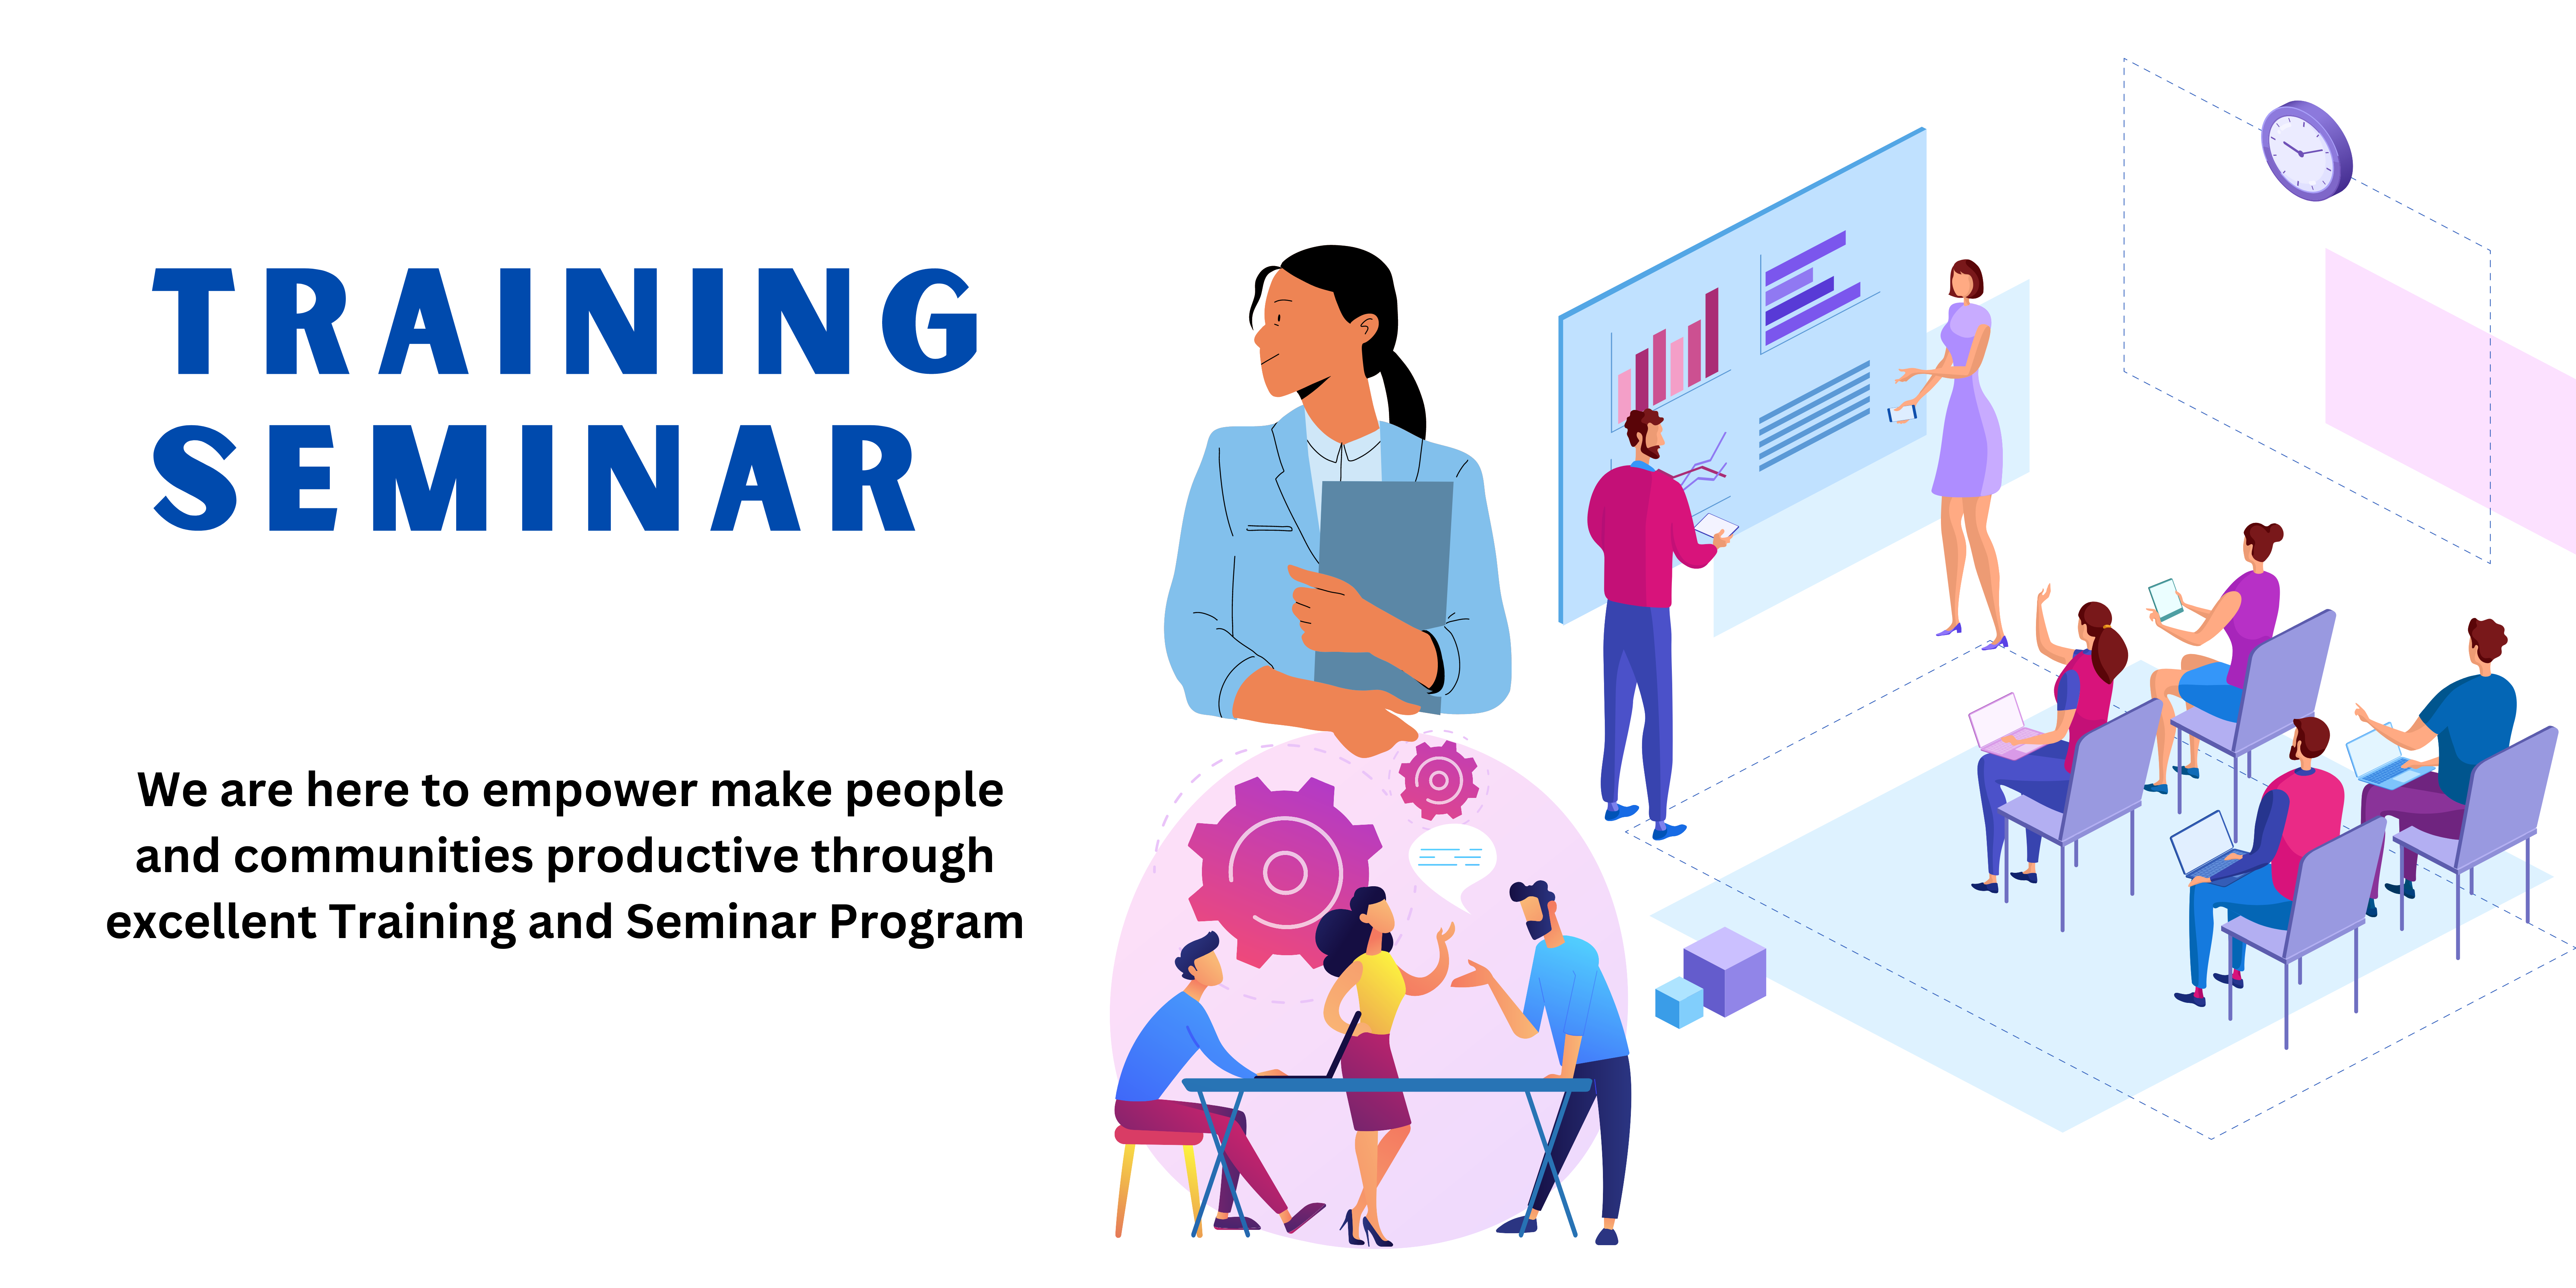 TRAINING
SEMINAR
We are here to empower make people
and communities productive through
excellent Training and Seminar Program